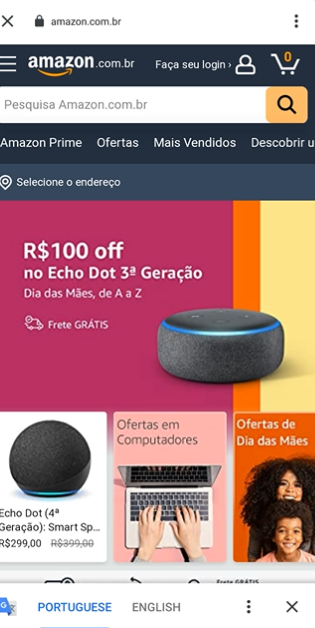 amazon.com.br
amazon.com.br
Faça seu login ›
0
Pesquisa Amazon.com.br
Amazon Prime Ofertas Mais Vendidos Descobrir u
Selecione o endereço
R$100 off
no Echo Dot 3ª Geração
Dia das Mães, de A a Z
Frete GRÁTIS
Echo Dot (4ª
Geração): Smart Sp...
R$299,00 R$399,00
Ofertas em
Computadores
Ofertas de
Dia das Mães
Frete GRÁTIS
G
PORTUGUESE ENGLISH